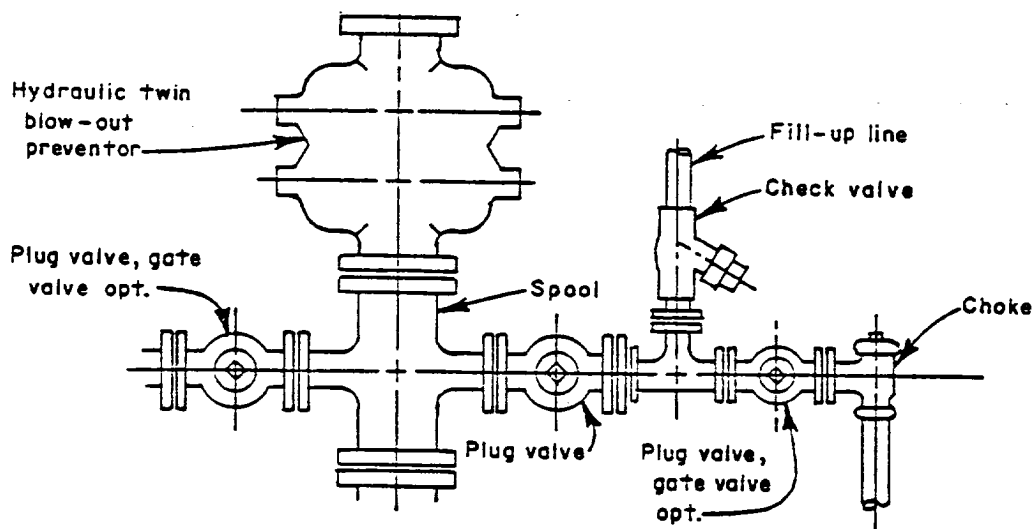 Hydraulic twin
blow-out
preventor
Fill-up line
Check valve
Plug valve, gate
valve opt.
Spool
Choke
Plug valve
Plug valve,
gate valve
opt.